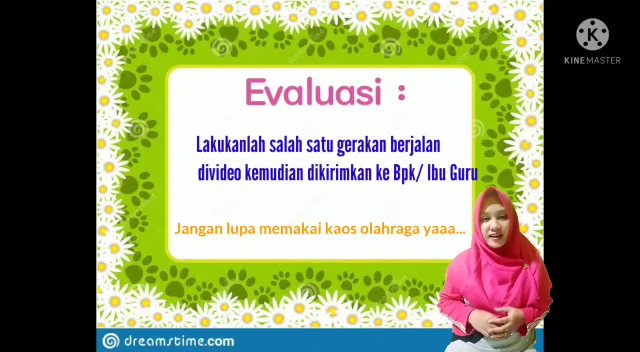 KINEMASTER
Evaluasi :
Lakukanlah salah satu gerakan berjalan
divideo kemudian dikirimkan ke Bpk/ Ibu Guru
Jangan lupa memakai kaos olahraga yaaa...
dreamstime.com